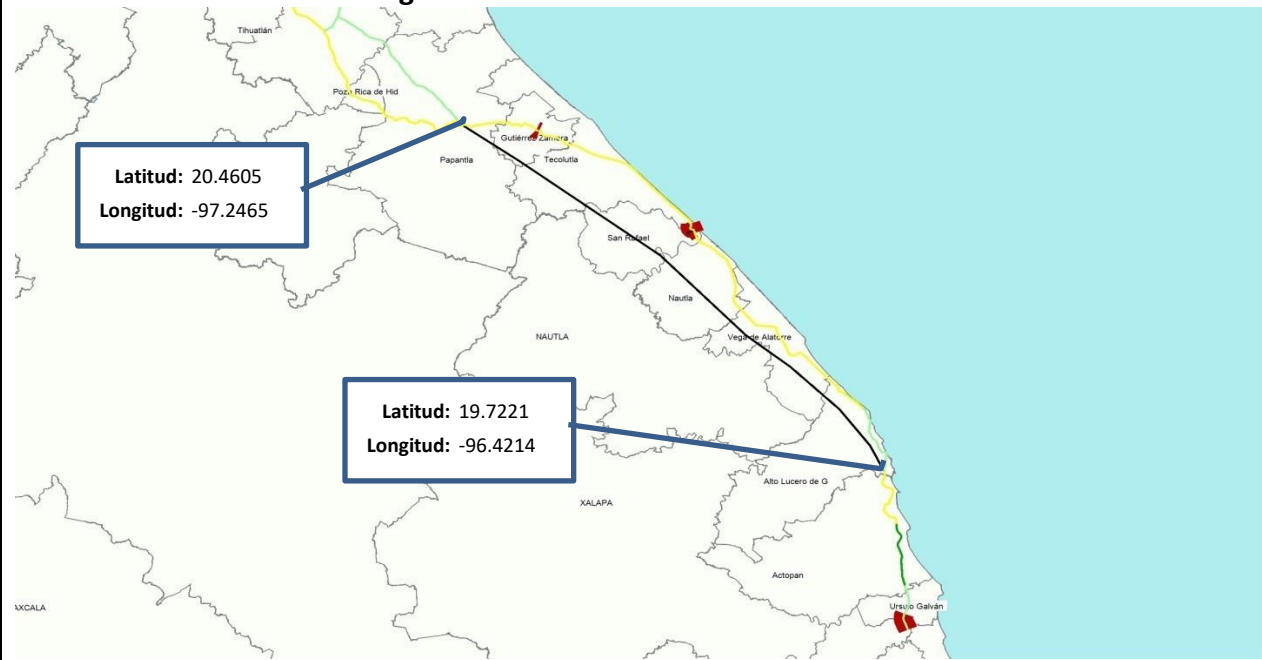 Tihuatlán
Poza Rica de Hid
Gutiérrez Zamora
Papantla
Tecolutla
Latitud: 20.4605
Longitud: -97.2465
San Rafael
Nautla
NAUTLA
Vega de Alatorre
Latitud: 19.7221
Longitud: -96.4214
Alto Lucero de G
XALAPA
Actopan
AXCALA
Ursulo Galván